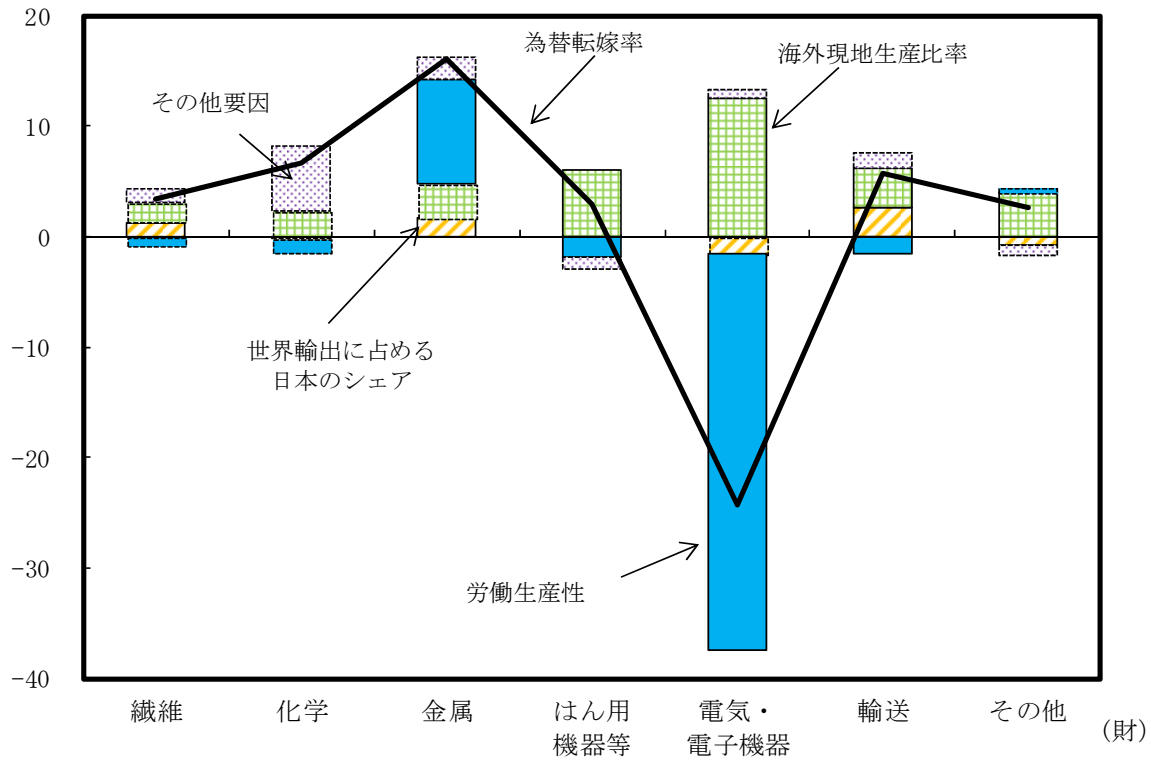 20
10
0
−10
−20
−30
−40
為替転嫁率
海外現地生産比率
その他要因
世界輸出に占める
日本のシェア
労働生産性
繊維
化学
金属
はん用
機器等
電気・
電子機器
輸送
その他
(財)